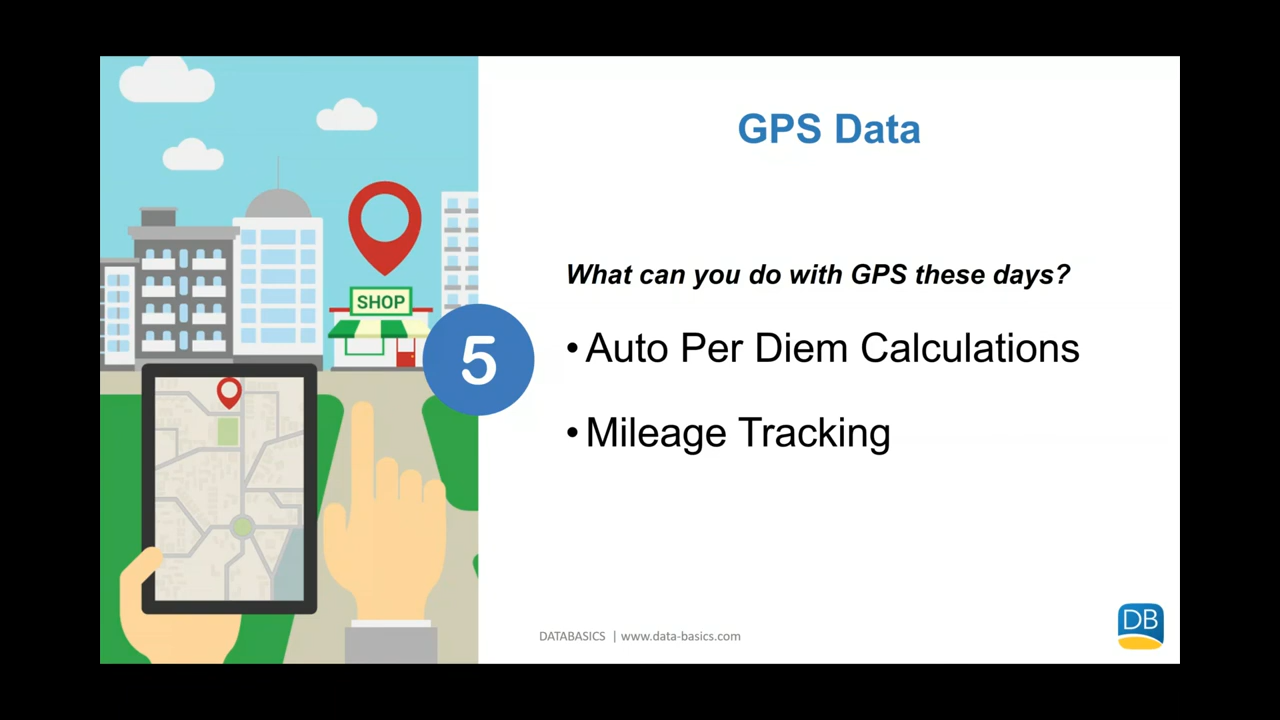 GPS Data
SHOP
What can you do with GPS these days?
5
•Auto Per Diem Calculations
•Mileage Tracking
DATABASICS | www.data-basics.com
DB